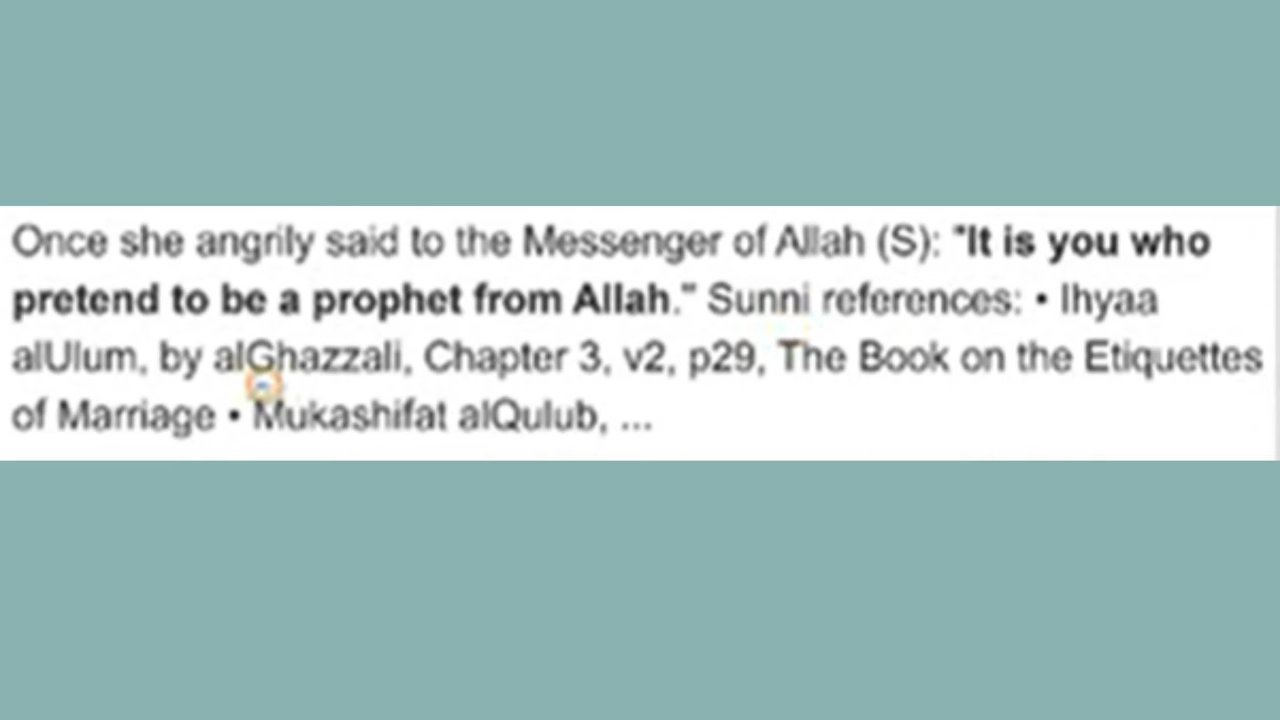 Once she angrily said to the Messenger of Allah (S): "It is you who
pretend to be a prophet from Allah." Sunni references: • Ihyaa
alUlum, by alGhazzali, Chapter 3, v2, p29, The Book on the Etiquettes
of Marriage • Mukashifat alQulub, ...